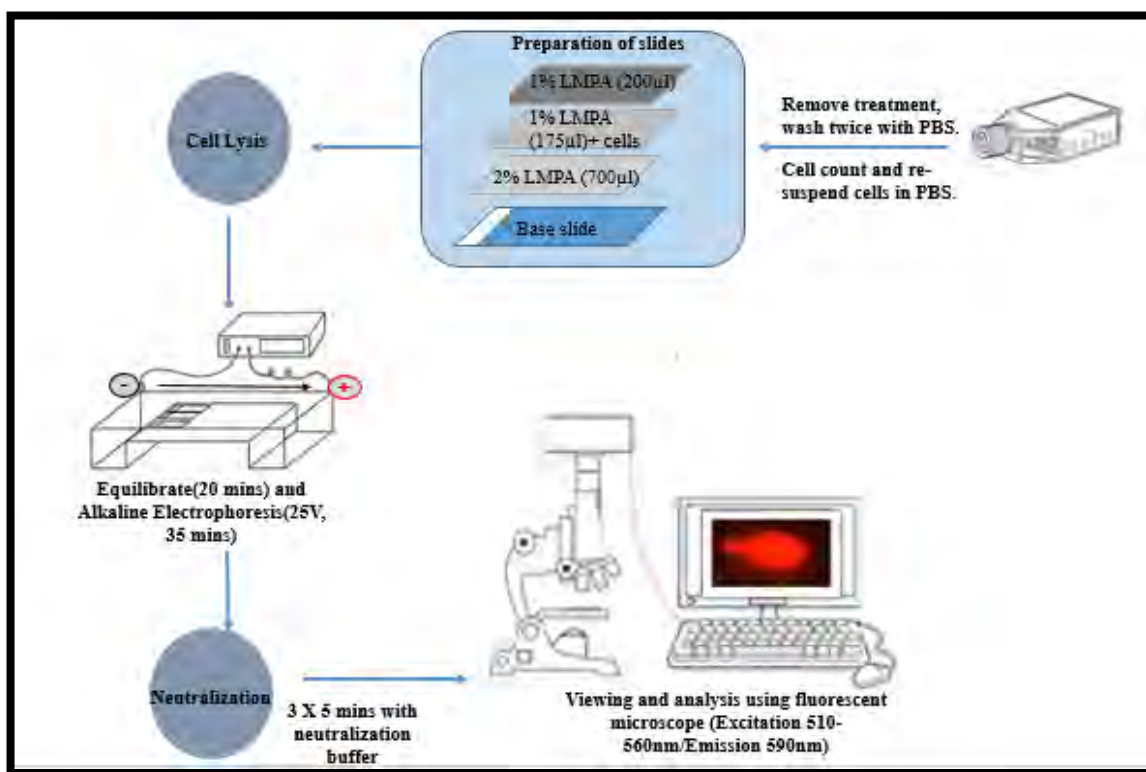 Preparation of slides
1% LMPA (200µl)
1% LMPA
(175µl)+ cells
2% LMPA (700µl)
Base slide
Remove treatment,
wash twice with PBS.
Cell count and re-
suspend cells in PBS.
Cell Lysis
-
+
Equilibrate(20 mins) and
Alkaline Electrophoresis(25V,
35 mins)
Neutralization
3 X 5 mins with
neutralization
buffer
Viewing and analysis using fluorescent
microscope (Excitation 510-
560nm/Emission 590nm)